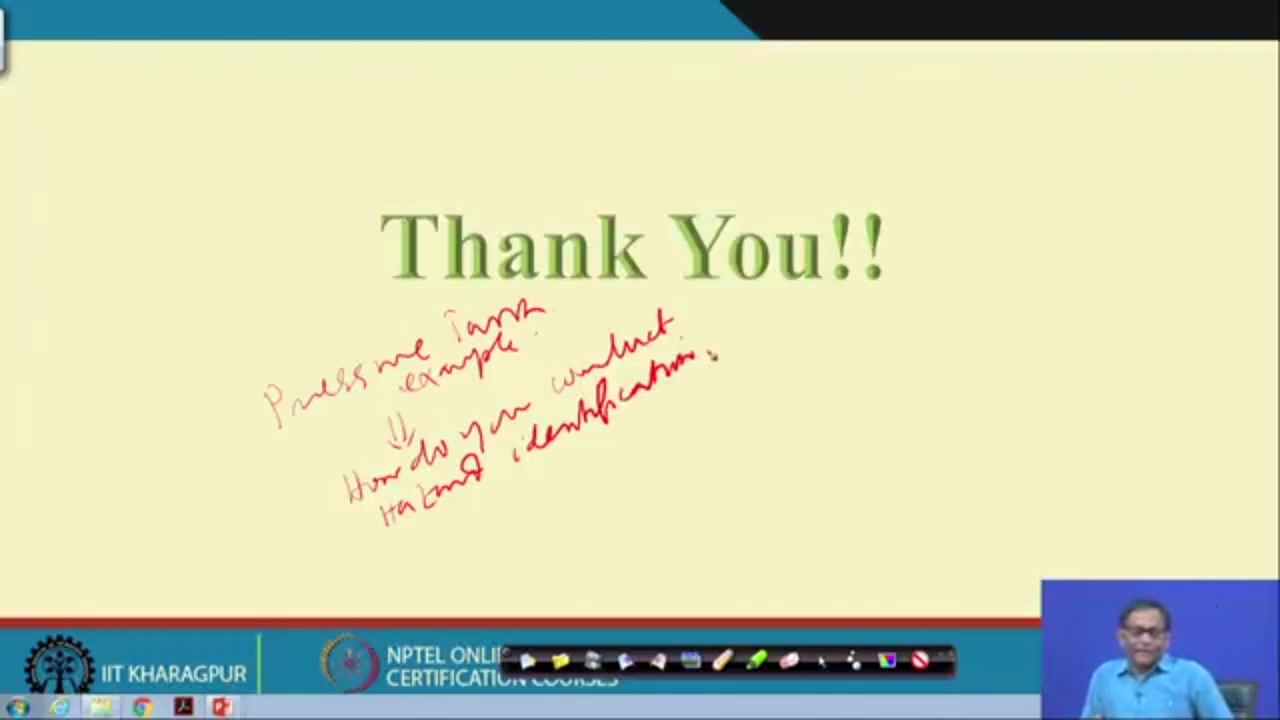 Thank You!!
Pressure Tank
example
How do you conduct
Hazard identification
IIT KHARAGPUR
NPTEL ONLI
CERTIFICATION COURSES